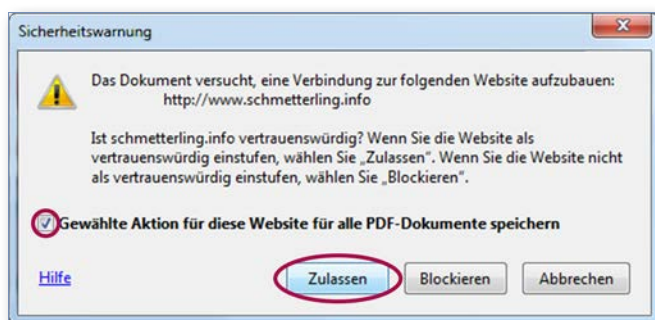 Sicherheitswarnung
Das Dokument versucht, eine Verbindung zur folgenden Website aufzubauen:
http://www.schmetterling.info
Ist schmetterling.info vertrauenswürdig? Wenn Sie die Website als
vertrauenswürdig einstufen, wählen Sie „Zulassen“. Wenn Sie die Website nicht
als vertrauenswürdig einstufen, wählen Sie „Blockieren“.
Gewählte Aktion für diese Website für alle PDF-Dokumente speichern
Hilfe Zulassen Blockieren Abbrechen